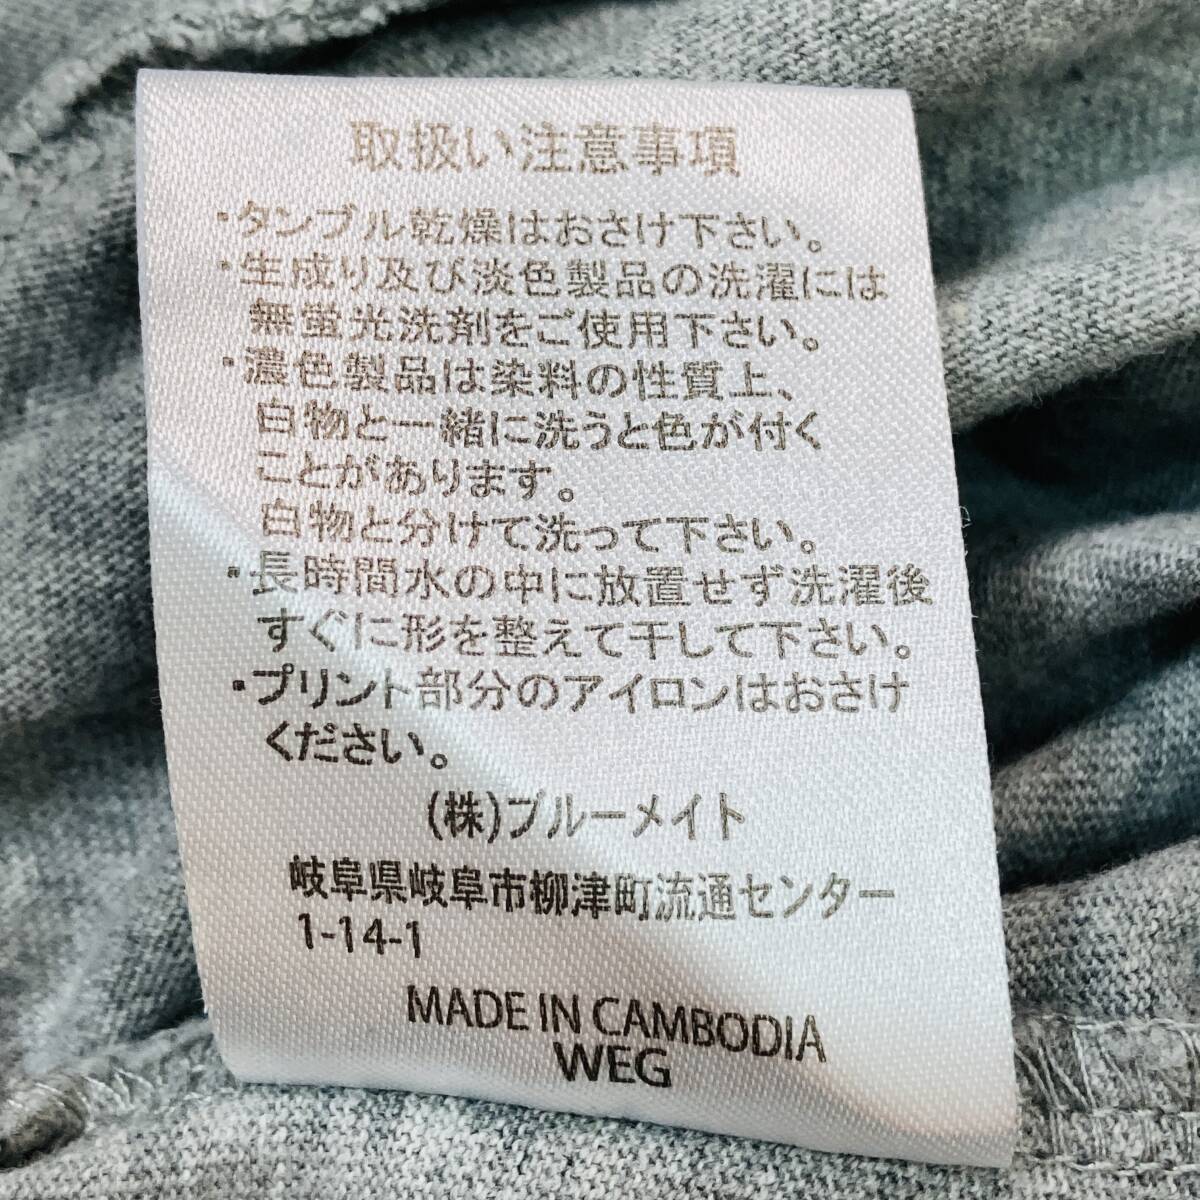 取扱い注意事項
・タンブル乾燥はおさけ下さい。
・生成り及び淡色製品の洗濯には
無蛍光洗剤をご使用下さい。
・濃色製品は染料の性質上、
白物と一緒に洗うと色が付く
ことがあります。
白物と分けて洗って下さい。
・長時間水の中に放置せず洗濯後
すぐに形を整えて干して下さい。
・プリント部分のアイロンはおさけ
ください。
(株)ブルーメイト
岐阜県岐阜市柳津町流通センター
1-14-1
MADE IN CAMBODIA
WEG